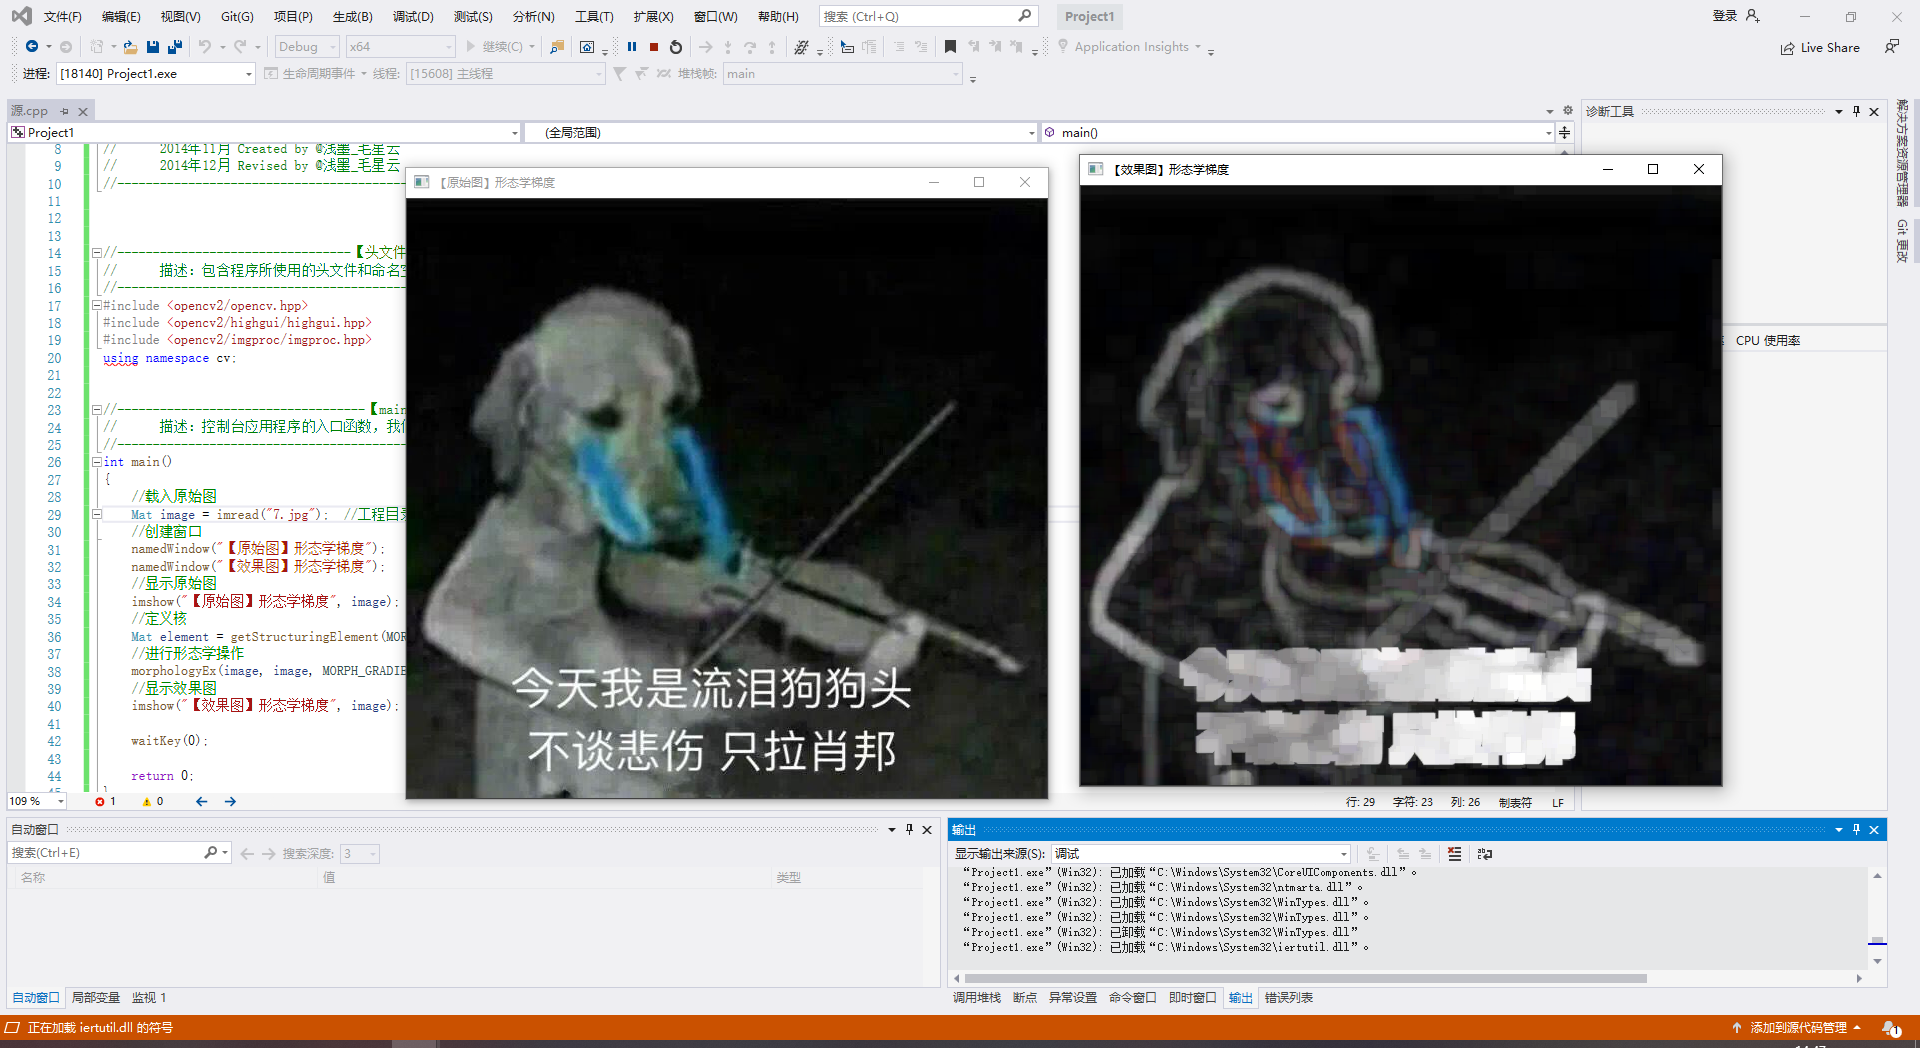 文件(F) 编辑(E) 视图(V) Git(G) 项目(P) 生成(B) 调试(D) 测试(S) 分析(N) 工具(T) 扩展(X) 窗口(W) 帮助(H) 搜索 (Ctrl+Q) Project1 登录
Debug x64 继续(C) Application Insights Live Share
进程: [18140] Project1.exe 生命周期事件 线程: [15608] 主线程 堆栈帧: main
源.cpp
Project1 (全局范围) main()
8 // 2014年11月 Created by @浅墨_毛星云
9 // 2014年12月 Revised by @浅墨_毛星云
10 //-----------------------------------------
11
12
13
14 //---------------------------------【头文件
15 // 描述：包含程序所使用的头文件和命名空
16 //-----------------------------------------
17 #include <opencv2/opencv.hpp>
18 #include <opencv2/highgui/highgui.hpp>
19 #include <opencv2/imgproc/imgproc.hpp>
20 using namespace cv;
21
22
23 //-----------------------------------【main
24 // 描述：控制台应用程序的入口函数，我们
25 //-----------------------------------------
26 int main()
27 {
28 //载入原始图
29 Mat image = imread("7.jpg"); //工程目录
30 //创建窗口
31 namedWindow("【原始图】形态学梯度");
32 namedWindow("【效果图】形态学梯度");
33 //显示原始图
34 imshow("【原始图】形态学梯度", image);
35 //定义核
36 Mat element = getStructuringElement(MOR
37 //进行形态学操作
38 morphologyEx(image, image, MORPH_GRADIE
39 //显示效果图
40 imshow("【效果图】形态学梯度", image);
41
42 waitKey(0);
43
44 return 0;
45 }
【原始图】形态学梯度
今天我是流泪狗狗头
不谈悲伤 只拉肖邦
【效果图】形态学梯度
诊断工具
CPU 使用率
解决方案资源管理器
Git 更改
109 % 1 0 行: 29 字符: 23 列: 26 制表符 LF
自动窗口
搜索(Ctrl+E) 搜索深度: 3
名称 值 类型
自动窗口 局部变量 监视 1
输出
显示输出来源(S): 调试
“Project1.exe”(Win32): 已加载“C:\Windows\System32\CoreUIComponents.dll”。
“Project1.exe”(Win32): 已加载“C:\Windows\System32\ntmarta.dll”。
“Project1.exe”(Win32): 已加载“C:\Windows\System32\WinTypes.dll”。
“Project1.exe”(Win32): 已加载“C:\Windows\System32\WinTypes.dll”。
“Project1.exe”(Win32): 已卸载“C:\Windows\System32\WinTypes.dll”
“Project1.exe”(Win32): 已加载“C:\Windows\System32\iertutil.dll”。
调用堆栈 断点 异常设置 命令窗口 即时窗口 输出 错误列表
正在加载 iertutil.dll 的符号 添加到源代码管理 1